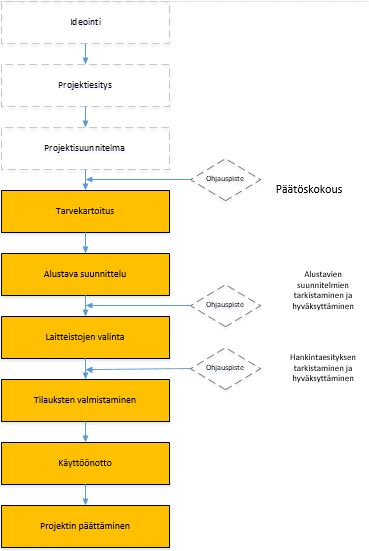 Ideointi
Projektiesitys
Projektisuunnitelma
Ohjauspiste
Päätöskokous
Tarvekartoitus
Alustava suunnittelu
Ohjauspiste
Alustavien
suunnitelmien
tarkistaminen ja
hyväksyttäminen
Laitteistojen valinta
Ohjauspiste
Hankintaesityksen
tarkistaminen ja
hyväksyttäminen
Tilauksten valmistaminen
Käyttöönotto
Projektin päättäminen